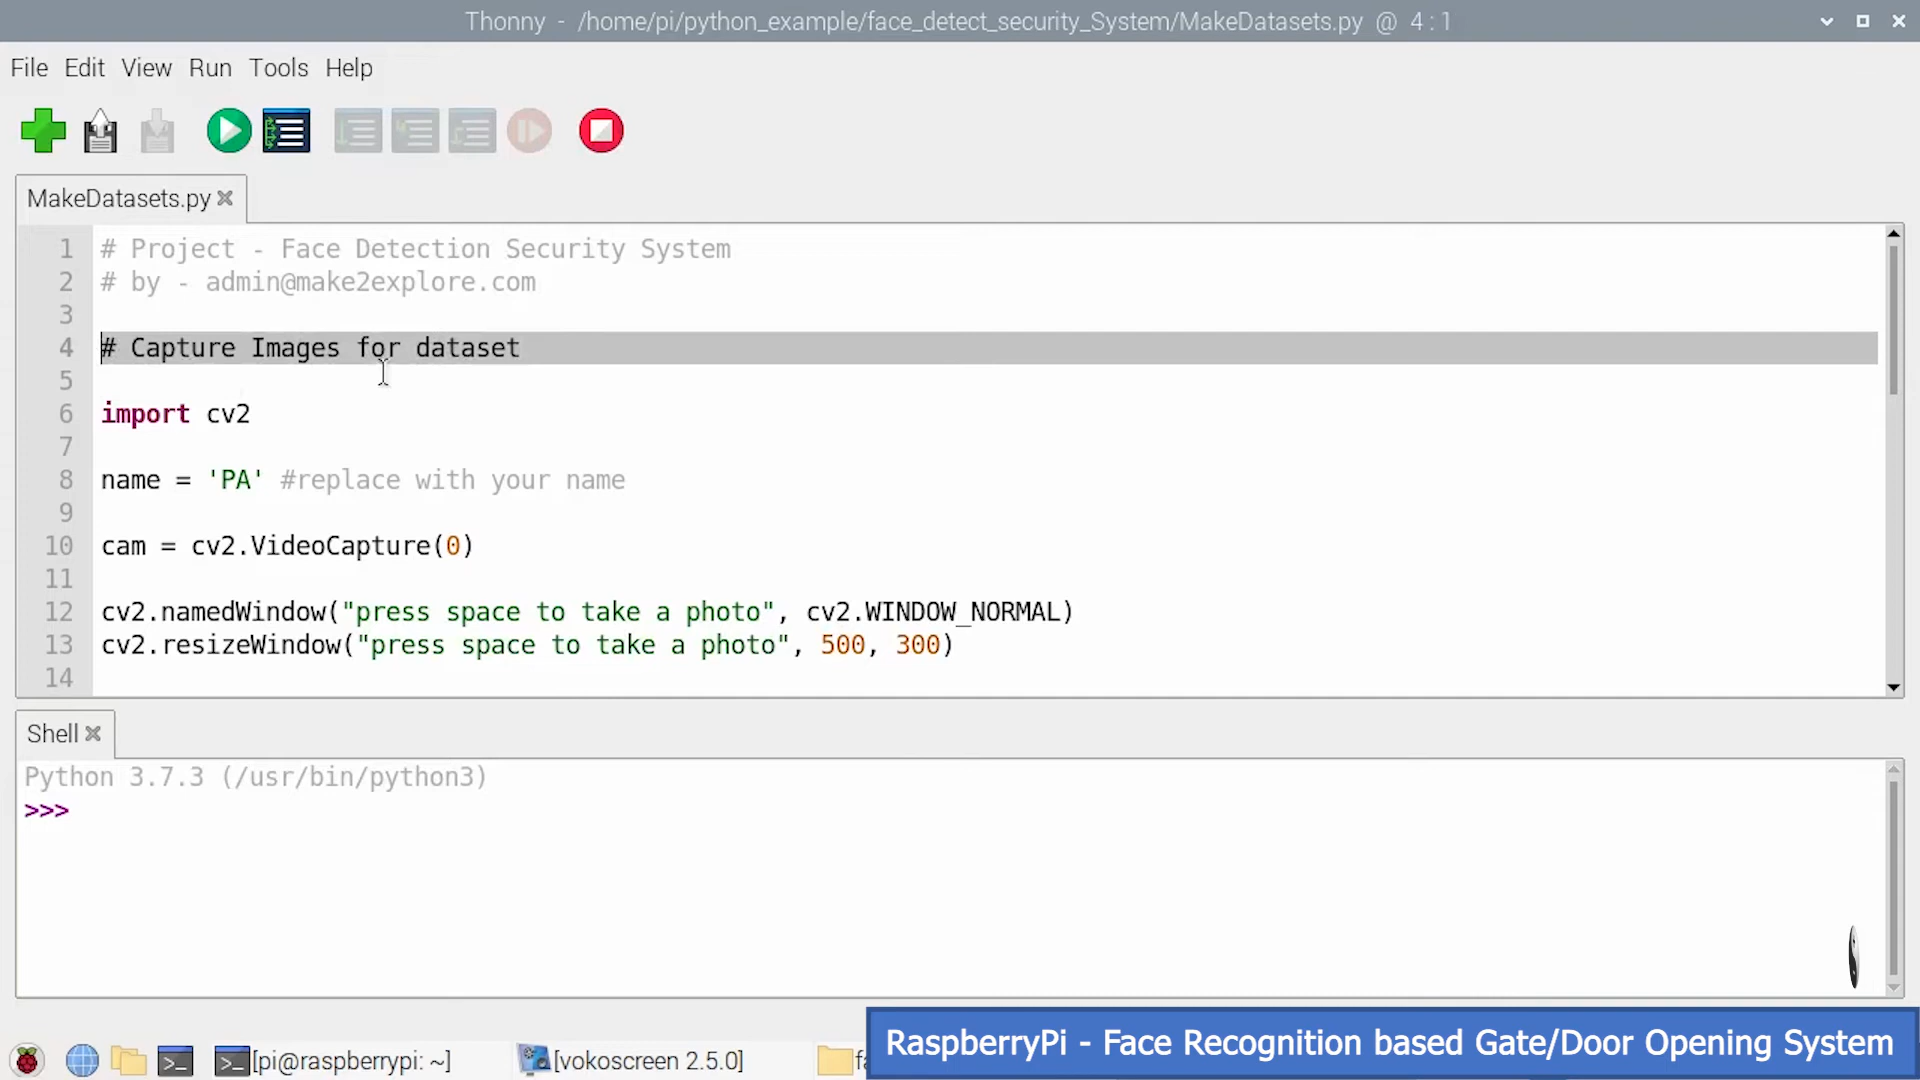 Thonny - /home/pi/python_example/face_detect_security_System/MakeDatasets.py @ 4:1
File Edit View Run Tools Help
MakeDatasets.py
1 # Project - Face Detection Security System
2 # by - admin@make2explore.com
3
4 # Capture Images for dataset
5
6 import cv2
7
8 name = 'PA' #replace with your name
9
10 cam = cv2.VideoCapture(0)
11
12 cv2.namedWindow("press space to take a photo", cv2.WINDOW_NORMAL)
13 cv2.resizeWindow("press space to take a photo", 500, 300)
14
Shell
Python 3.7.3 (/usr/bin/python3)
>>>
RaspberryPi - Face Recognition based Gate/Door Opening System
[pi@raspberrypi: ~] [vokoscreen 2.5.0]